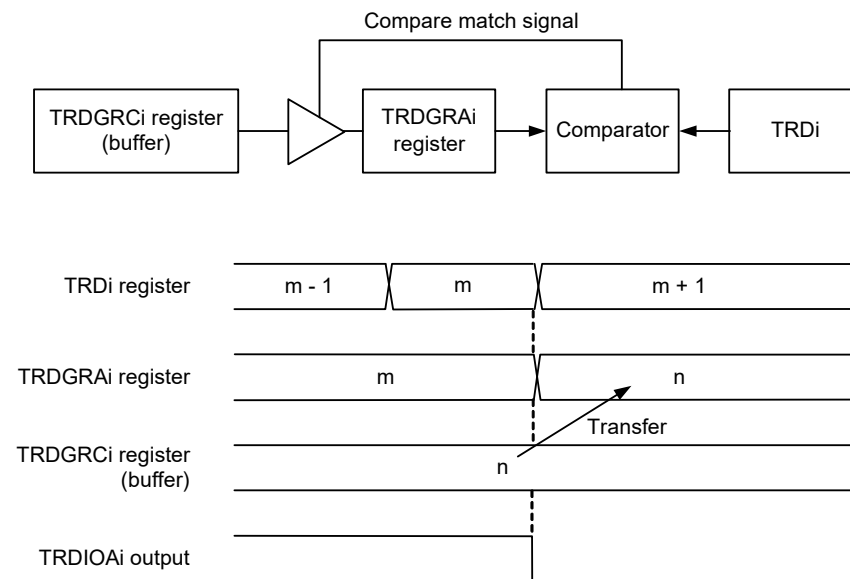 Compare match signal
TRDGRCi register
(buffer)
TRDGRAi
register
Comparator
TRDi
TRDi register
m - 1
m
m + 1
TRDGRAi register
m
n
Transfer
TRDGRCi register
(buffer)
n
TRDIOAi output